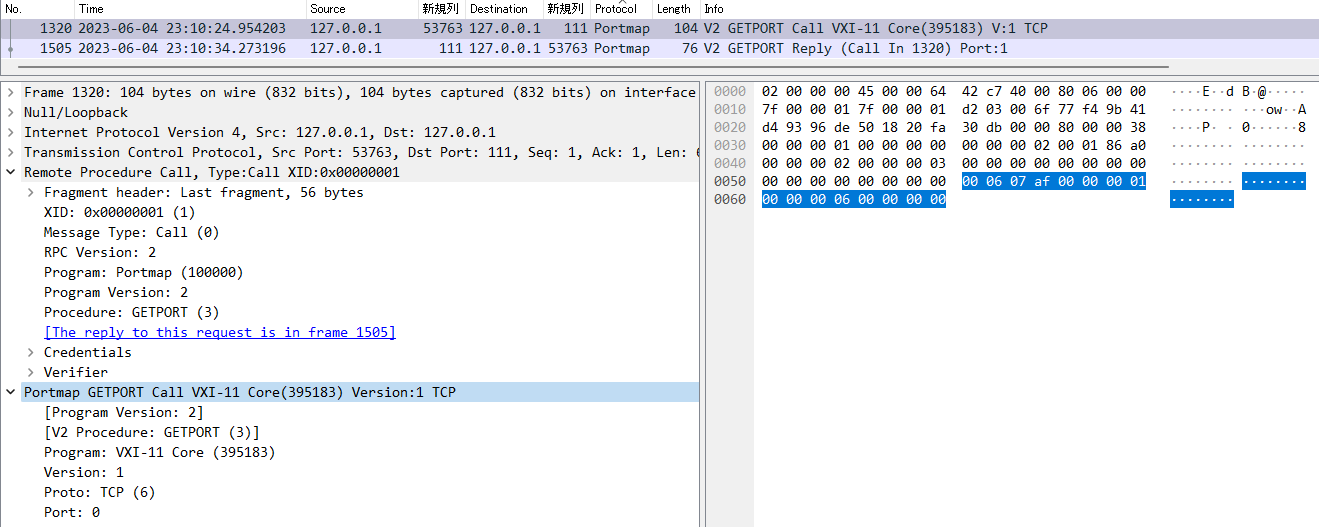 No. Time Source 新規列 Destination 新規列 Protocol Length Info
1320 2023-06-04 23:10:24.954203 127.0.0.1 53763 127.0.0.1 111 Portmap 104 V2 GETPORT Call VXI-11 Core(395183) V:1 TCP
1505 2023-06-04 23:10:34.273196 127.0.0.1 111 127.0.0.1 53763 Portmap 76 V2 GETPORT Reply (Call In 1320) Port:1
Frame 1320: 104 bytes on wire (832 bits), 104 bytes captured (832 bits) on interface
Null/Loopback
Internet Protocol Version 4, Src: 127.0.0.1, Dst: 127.0.0.1
Transmission Control Protocol, Src Port: 53763, Dst Port: 111, Seq: 1, Ack: 1, Len: 6
Remote Procedure Call, Type:Call XID:0x00000001
Fragment header: Last fragment, 56 bytes
XID: 0x00000001 (1)
Message Type: Call (0)
RPC Version: 2
Program: Portmap (100000)
Program Version: 2
Procedure: GETPORT (3)
[The reply to this request is in frame 1505]
Credentials
Verifier
Portmap GETPORT Call VXI-11 Core(395183) Version:1 TCP
[Program Version: 2]
[V2 Procedure: GETPORT (3)]
Program: VXI-11 Core (395183)
Version: 1
Proto: TCP (6)
Port: 0
0000 02 00 00 00 45 00 00 64 42 c7 40 00 80 06 00 00 ····E··d B·@·····
0010 7f 00 00 01 7f 00 00 01 d2 03 00 6f 77 f4 9b 41 ········ ···ow··A
0020 d4 93 96 de 50 18 20 fa 30 db 00 00 80 00 00 38 ····P· · 0······8
0030 00 00 00 01 00 00 00 00 00 00 00 02 00 01 86 a0 ········ ········
0040 00 00 00 02 00 00 00 03 00 00 00 00 00 00 00 00 ········ ········
0050 00 00 00 00 00 00 00 00 00 06 07 af 00 00 00 01 ········ ········
0060 00 00 00 06 00 00 00 00 ········